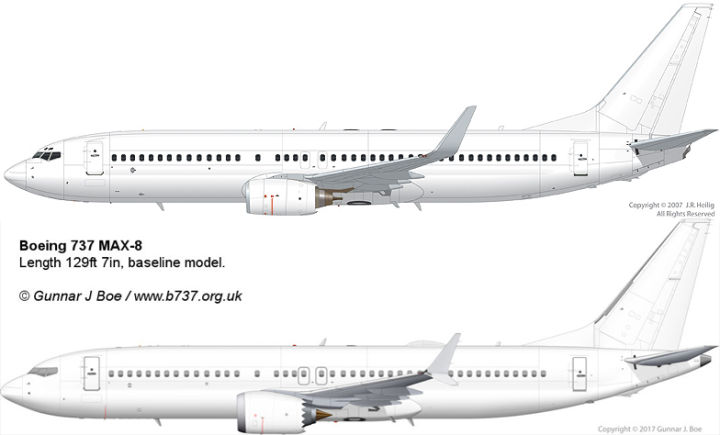 Copyright © 2007 J.R. Heilig
All Rights Reserved
Boeing 737 MAX-8
Length 129ft 7in, baseline model.
© Gunnar J Boe / www.b737.org.uk
Copyright © 2017 Gunnar J. Boe